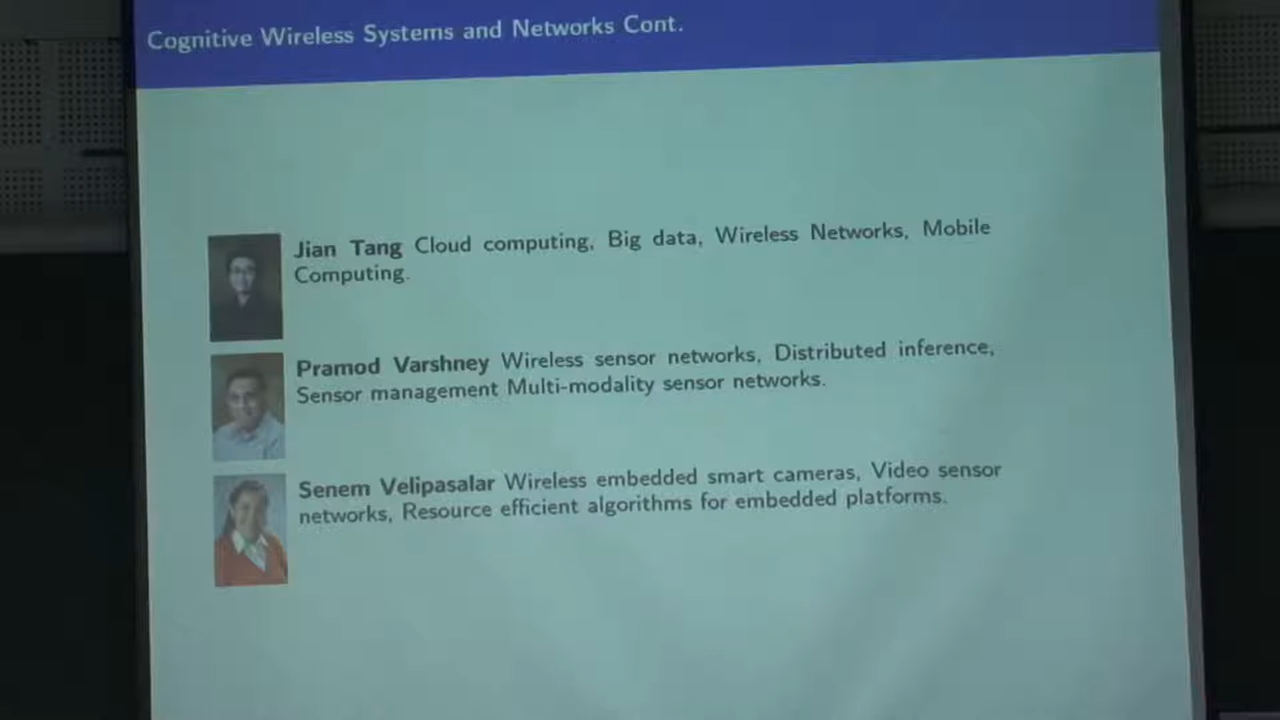 Cognitive Wireless Systems and Networks Cont.
Jian Tang Cloud computing, Big data, Wireless Networks, Mobile
Computing.
Pramod Varshney Wireless sensor networks, Distributed inference,
Sensor management Multi-modality sensor networks.
Senem Velipasalar Wireless embedded smart cameras, Video sensor
networks, Resource efficient algorithms for embedded platforms.